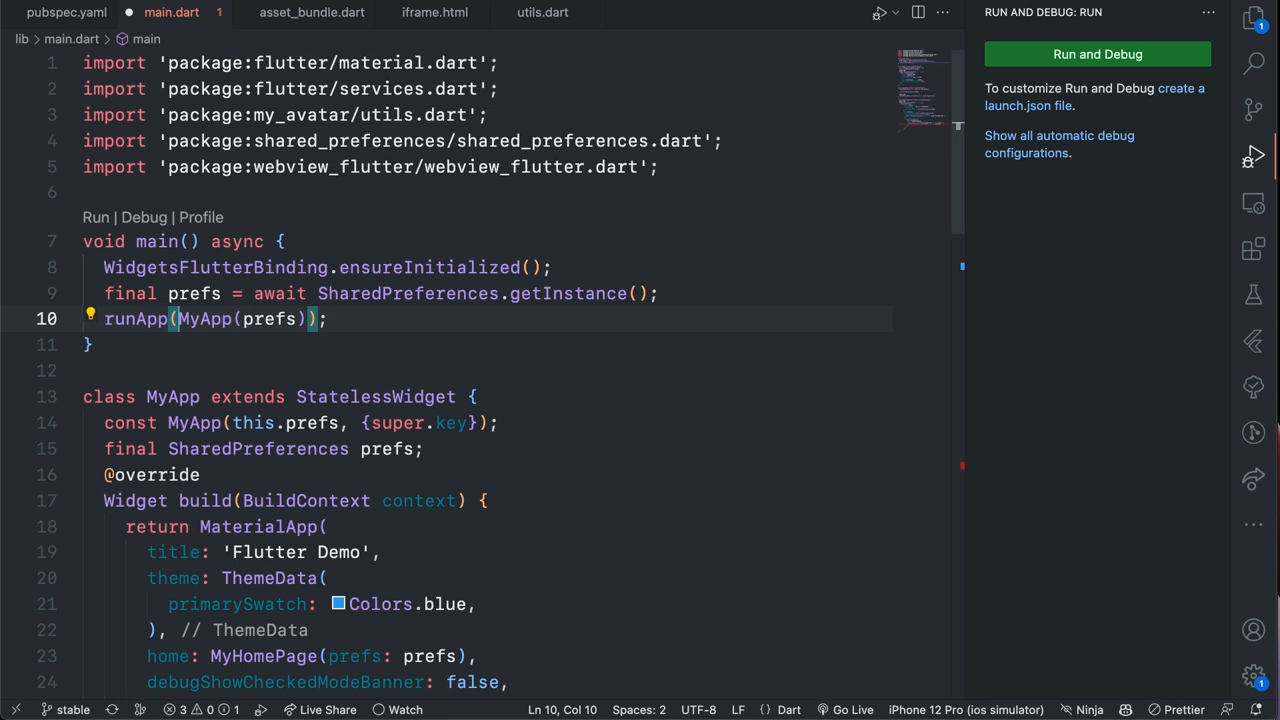 pubspec.yaml main.dart 1 asset_bundle.dart iframe.html utils.dart
lib > main.dart > main
1 import 'package:flutter/material.dart';
2 import 'package:flutter/services.dart';
3 import 'package:my_avatar/utils.dart';
4 import 'package:shared_preferences/shared_preferences.dart';
5 import 'package:webview_flutter/webview_flutter.dart';
6
Run | Debug | Profile
7 void main() async {
8 WidgetsFlutterBinding.ensureInitialized();
9 final prefs = await SharedPreferences.getInstance();
10 runApp(MyApp(prefs));
11 }
12
13 class MyApp extends StatelessWidget {
14 const MyApp(this.prefs, {super.key});
15 final SharedPreferences prefs;
16 @override
17 Widget build(BuildContext context) {
18 return MaterialApp(
19 title: 'Flutter Demo',
20 theme: ThemeData(
21 primarySwatch: Colors.blue,
22 ), // ThemeData
23 home: MyHomePage(prefs: prefs),
24 debugShowCheckedModeBanner: false,
RUN AND DEBUG: RUN
Run and Debug
To customize Run and Debug create a
launch.json file.
Show all automatic debug
configurations.
1
1
stable 3 0 1 Live Share Watch Ln 10, Col 10 Spaces: 2 UTF-8 LF {} Dart Go Live iPhone 12 Pro (ios simulator) Ninja Prettier